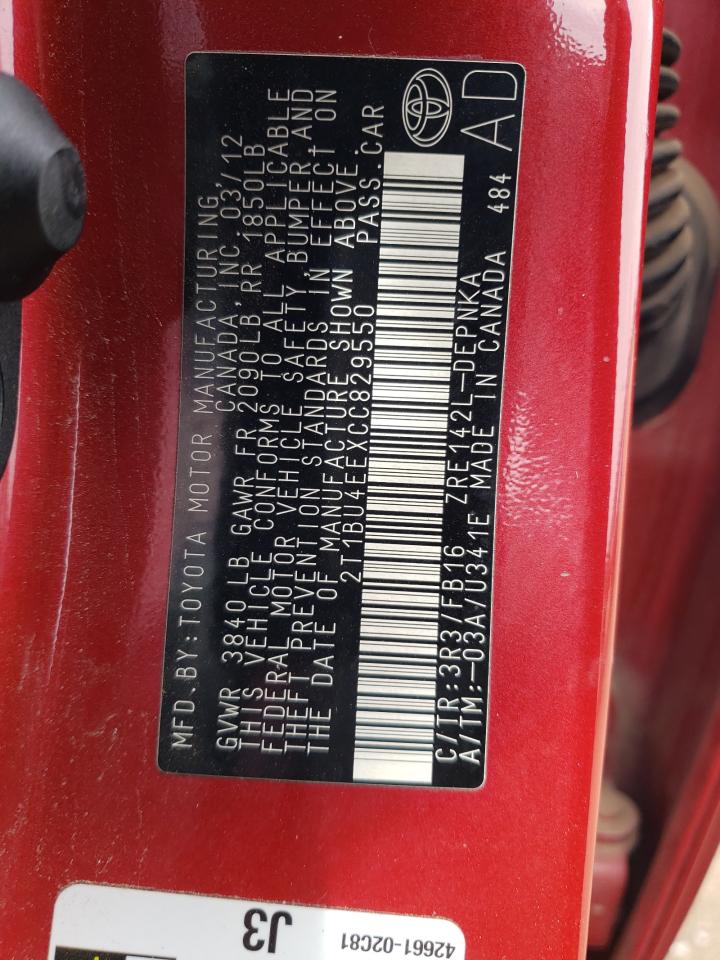 MFD.BY:TOYOTA MOTOR MANUFACTURING,
CANADA,INC.03/12
GVWR 3840LB GAWR FR 2090LB RR 1850LB
THIS VEHICLE CONFORMS TO ALL APPLICABLE
FEDERAL MOTOR VEHICLE SAFETY,BUMPER,AND
THEFT PREVENTION STANDARDS IN EFFECT ON
THE DATE OF MANUFACTURE SHOWN ABOVE.
2T1BU4EEXCC829550 PASS.CAR
C/TR:3R3/FB16 ZRE142L-DEPNKA
A/TM:-03A/U341E MADE IN CANADA 484
AD
J3
42661-02C81